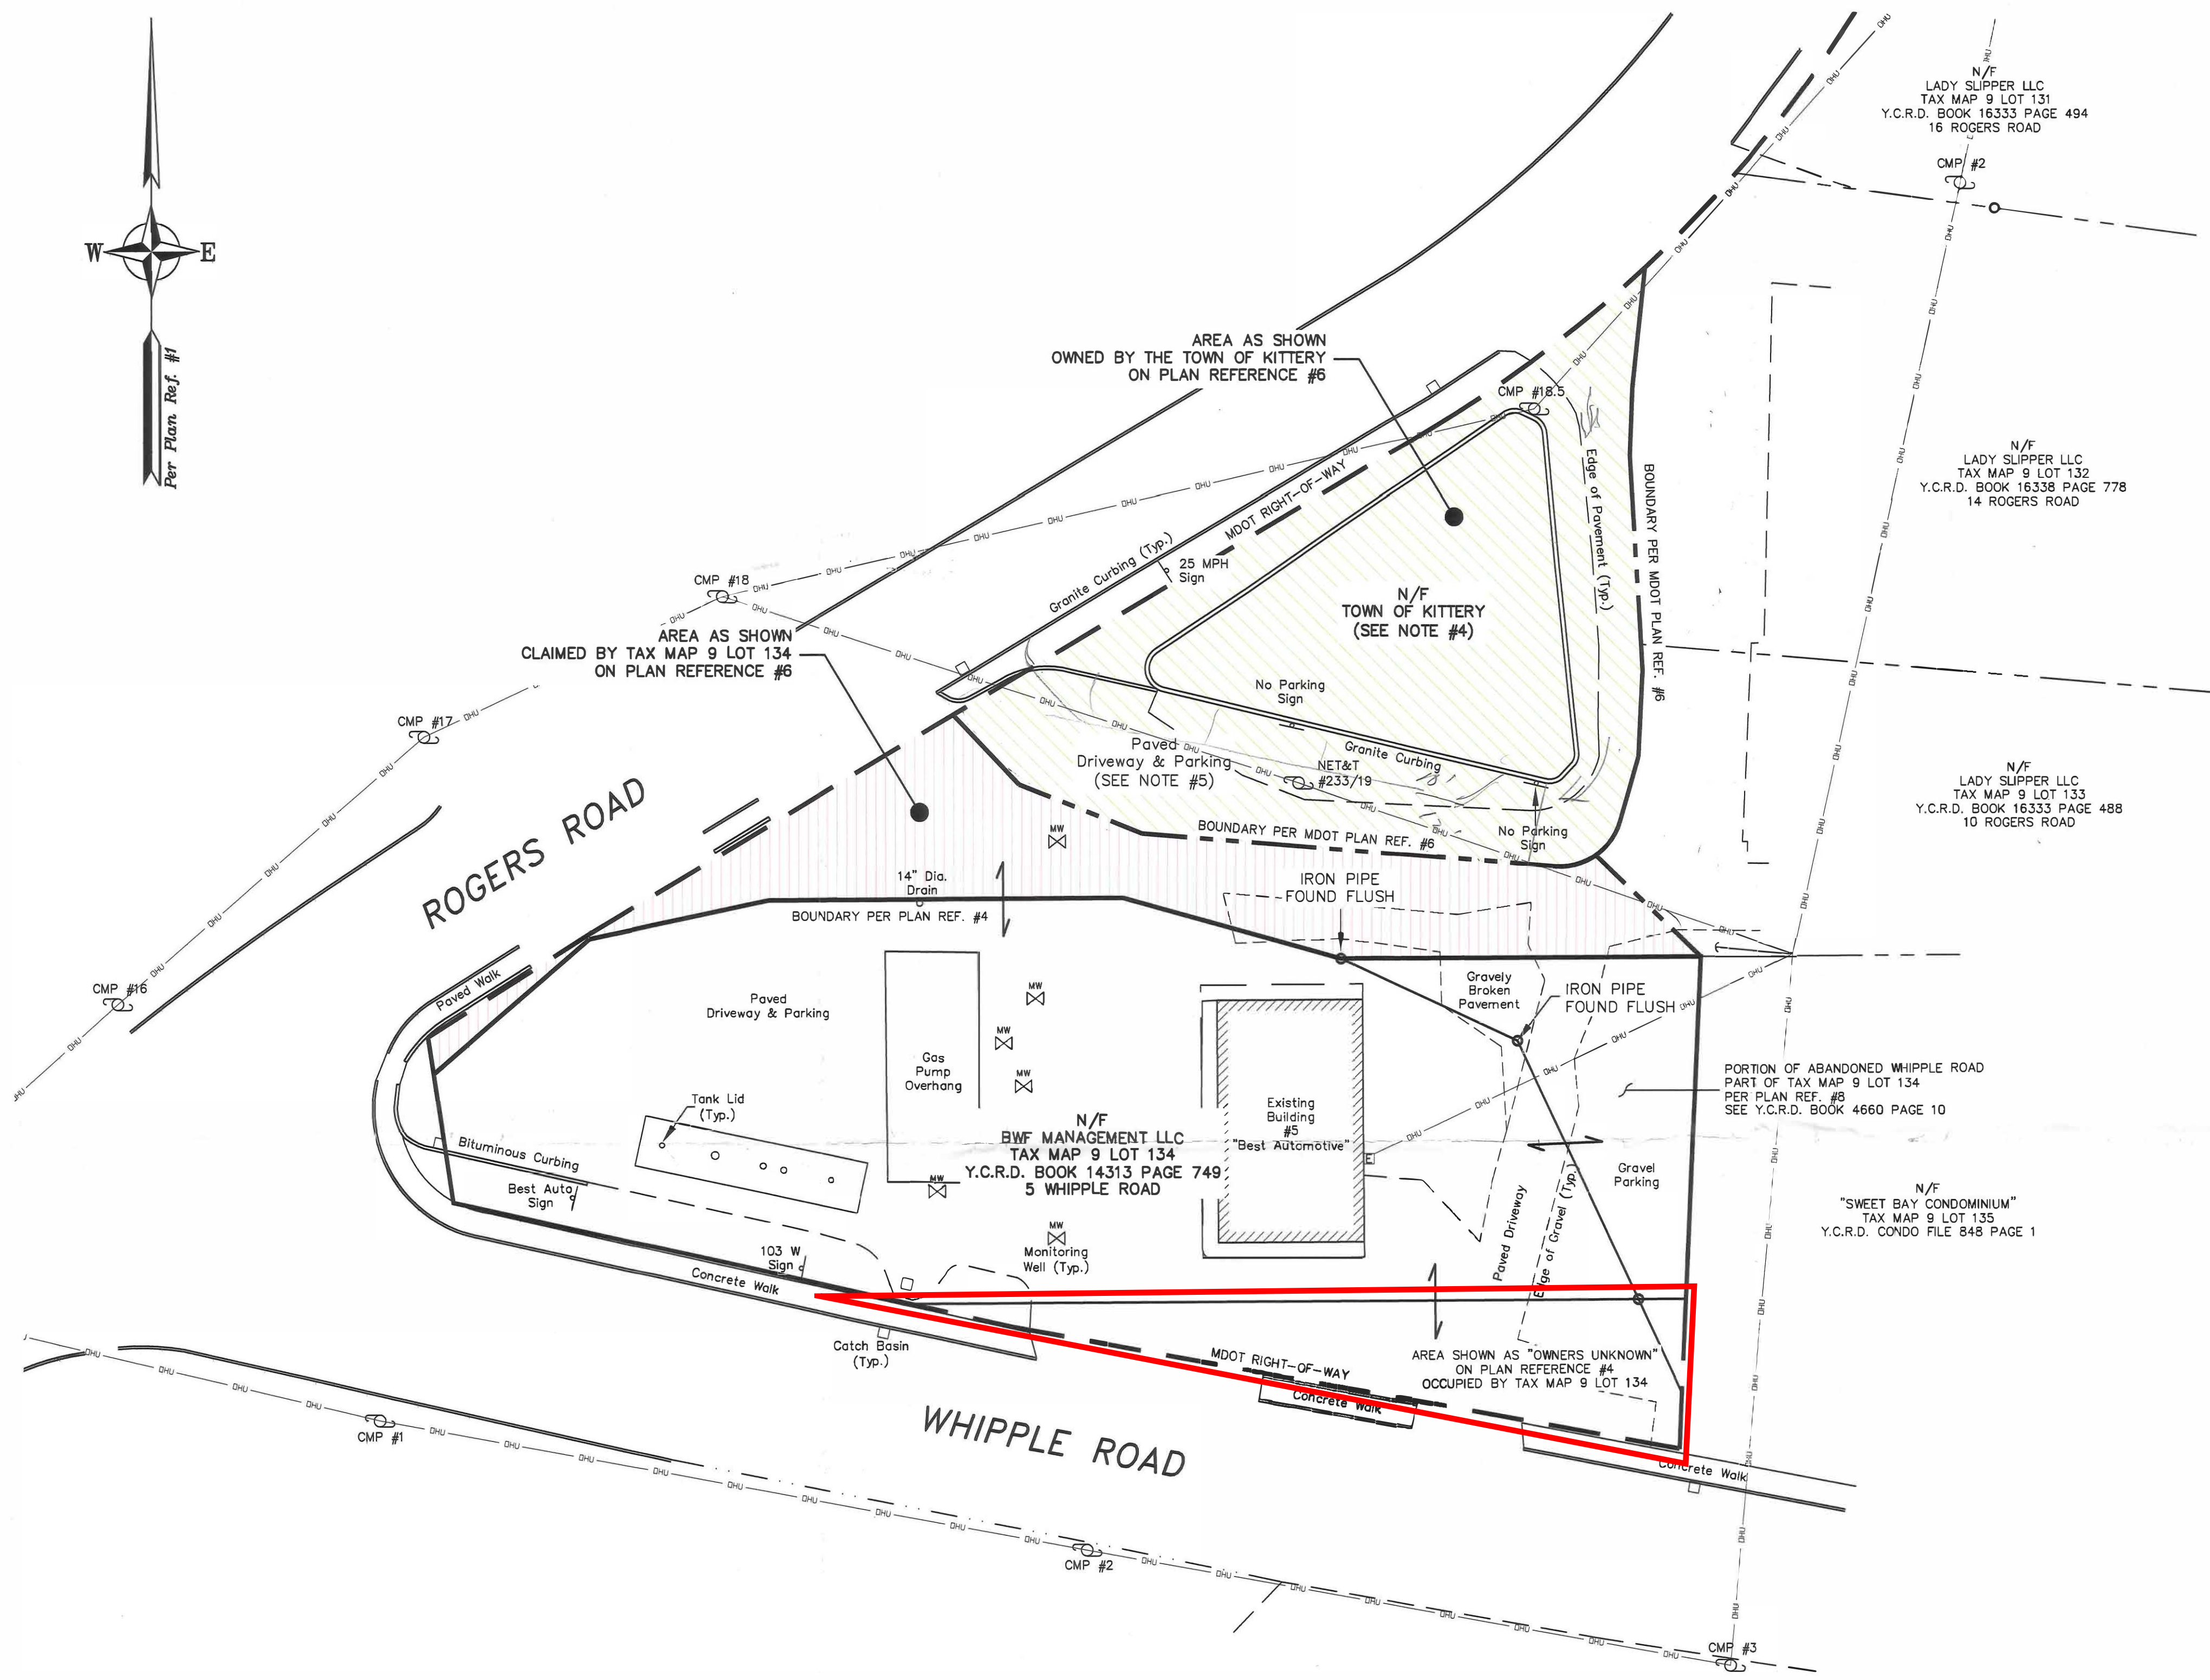 W E
Per Plan Ref. #1
N/F
LADY SLIPPER LLC
TAX MAP 9 LOT 131
Y.C.R.D. BOOK 16333 PAGE 494
16 ROGERS ROAD
CMP #2
AREA AS SHOWN
OWNED BY THE TOWN OF KITTERY
ON PLAN REFERENCE #6
CMP #18.5
N/F
LADY SLIPPER LLC
TAX MAP 9 LOT 132
Y.C.R.D. BOOK 16338 PAGE 778
14 ROGERS ROAD
Edge of Pavement (Typ.)
BOUNDARY PER MDOT PLAN REF. #6
MDOT RIGHT-OF-WAY
Granite Curbing (Typ.)
25 MPH
Sign
CMP #18
N/F
TOWN OF KITTERY
(SEE NOTE #4)
AREA AS SHOWN
CLAIMED BY TAX MAP 9 LOT 134
ON PLAN REFERENCE #6
No Parking
Sign
CMP #17
Paved
Driveway & Parking
(SEE NOTE #5)
Granite Curbing
NET&T
#233/19
N/F
LADY SLIPPER LLC
TAX MAP 9 LOT 133
Y.C.R.D. BOOK 16333 PAGE 488
10 ROGERS ROAD
ROGERS ROAD
MW
BOUNDARY PER MDOT PLAN REF. #6
No Parking
Sign
14" Dia.
Drain
BOUNDARY PER PLAN REF. #4
IRON PIPE
FOUND FLUSH
CMP #16
Paved Walk
Paved
Driveway & Parking
MW
Gravely
Broken
Pavement
IRON PIPE
FOUND FLUSH
MW
Gas
Pump
Overhang
MW
PORTION OF ABANDONED WHIPPLE ROAD
PART OF TAX MAP 9 LOT 134
PER PLAN REF. #8
SEE Y.C.R.D. BOOK 4660 PAGE 10
Tank Lid
(Typ.)
Existing
Building
#5
"Best Automotive"
N/F
BWF MANAGEMENT LLC
TAX MAP 9 LOT 134
Y.C.R.D. BOOK 14313 PAGE 749
5 WHIPPLE ROAD
E
Bituminous Curbing
Best Auto
Sign
MW
Gravel
Parking
Paved Driveway
Edge of Gravel (Typ.)
N/F
"SWEET BAY CONDOMINIUM"
TAX MAP 9 LOT 135
Y.C.R.D. CONDO FILE 848 PAGE 1
MW
Monitoring
Well (Typ.)
103 W
Sign
Concrete Walk
Catch Basin
(Typ.)
MDOT RIGHT-OF-WAY
AREA SHOWN AS "OWNERS UNKNOWN"
ON PLAN REFERENCE #4
OCCUPIED BY TAX MAP 9 LOT 134
Concrete Walk
Concrete Walk
WHIPPLE ROAD
CMP #1
CMP #2
CMP #3
OHU